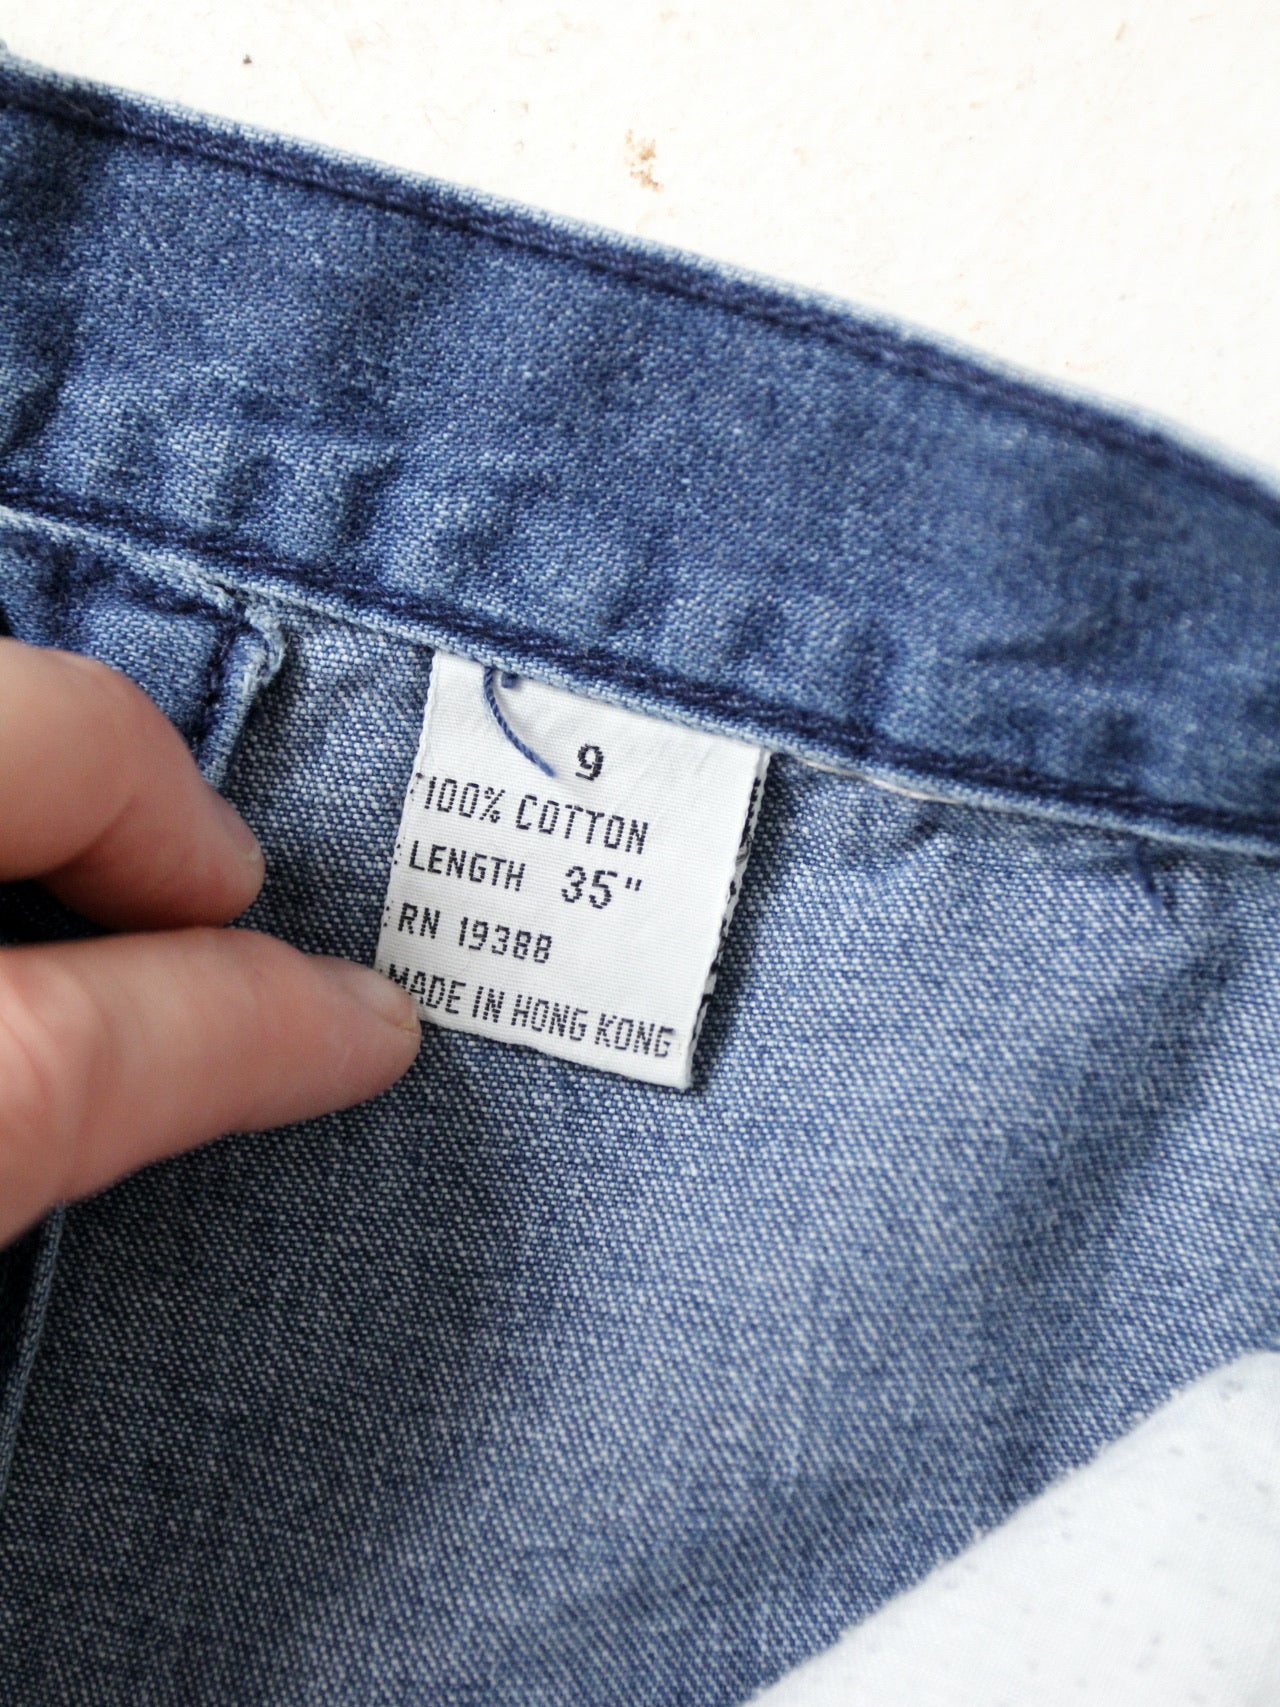 9
100% COTTON
LENGTH 35"
RN 19388
MADE IN HONG KONG